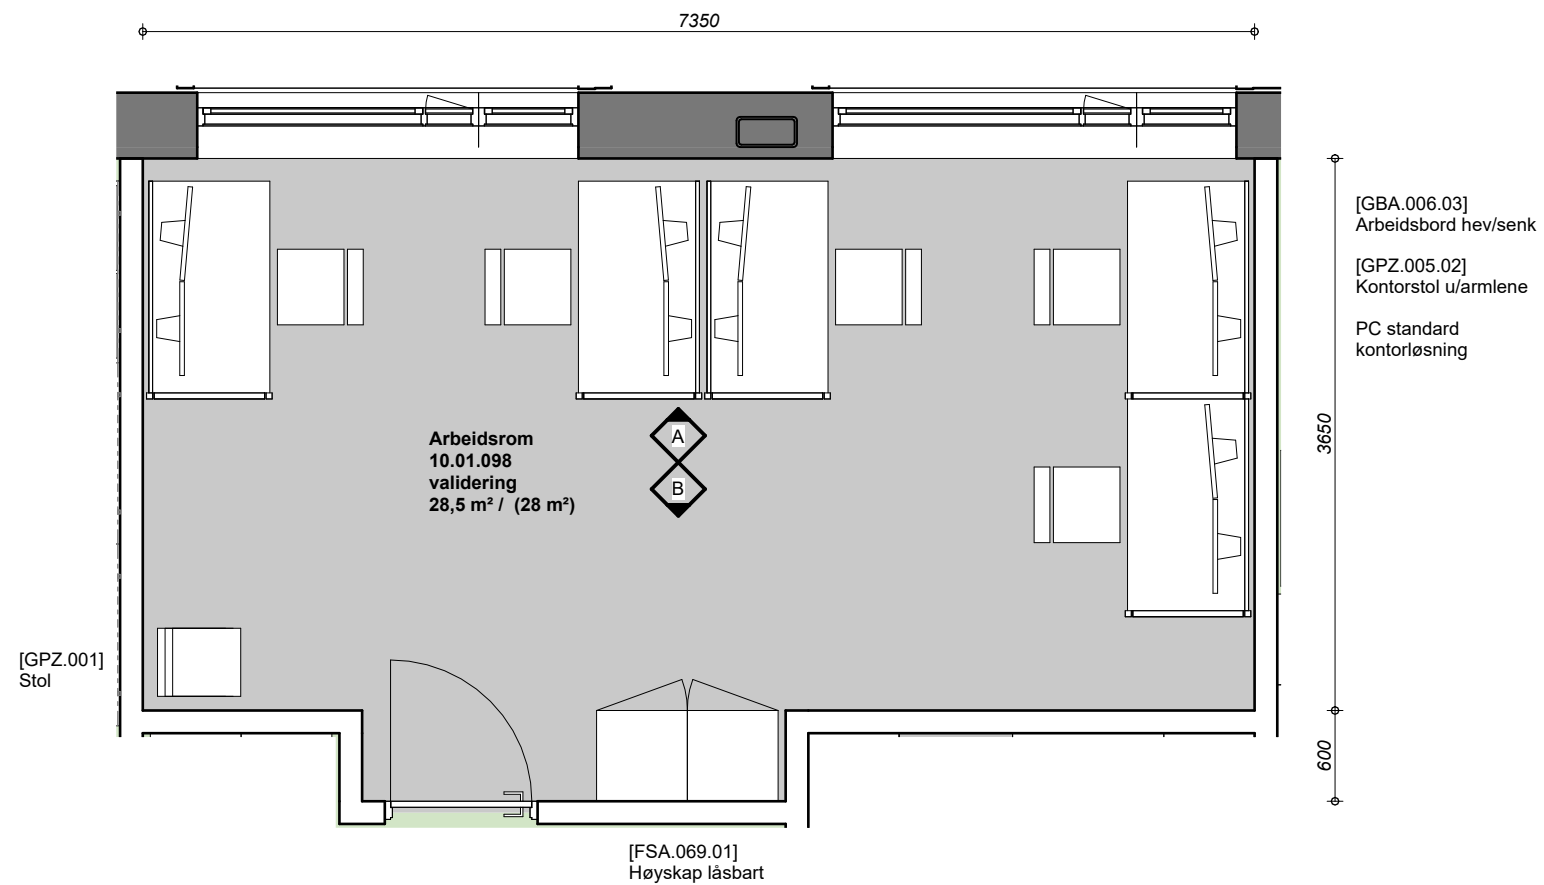 7350
[GBA.006.03]
Arbeidsbord hev/senk
[GPZ.005.02]
Kontorstol u/armlene
PC standard
kontorløsning
3650
Arbeidsrom
10.01.098
validering
28,5 m² / (28 m²)
A
B
[GPZ.001]
Stol
600
[FSA.069.01]
Høyskap låsbart